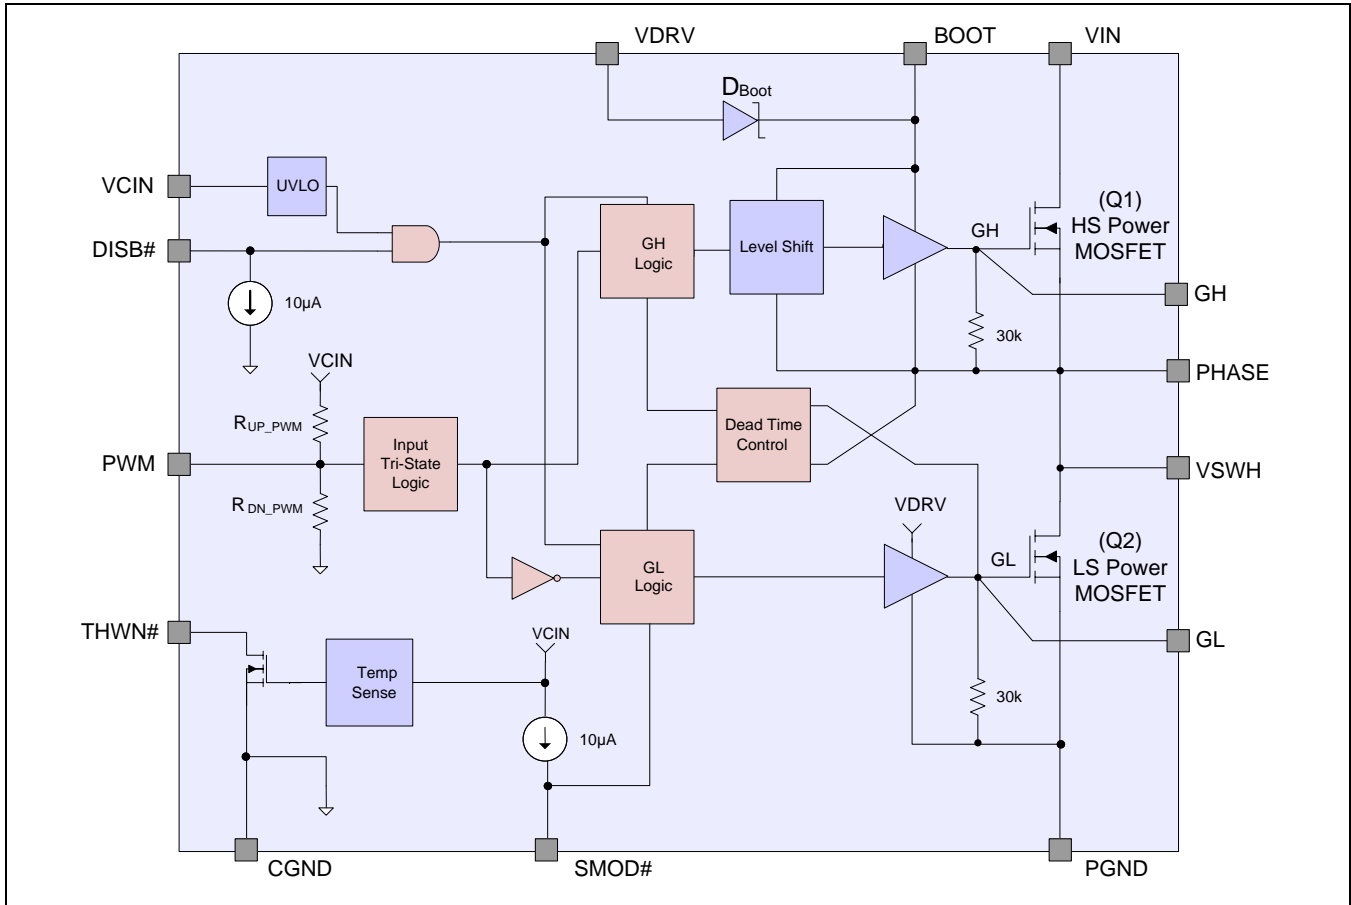 VDRV
BOOT
VIN
DBoot
VCIN
UVLO
DISB#
10µA
GH
Logic
Level Shift
GH
(Q1)
HS Power
MOSFET
GH
30k
PHASE
VCIN
RUP_PWM
PWM
RDN_PWM
Input
Tri-State
Logic
Dead Time
Control
VSWH
VDRV
GL
Logic
GL
(Q2)
LS Power
MOSFET
GL
THWN#
Temp
Sense
VCIN
10µA
30k
CGND
SMOD#
PGND